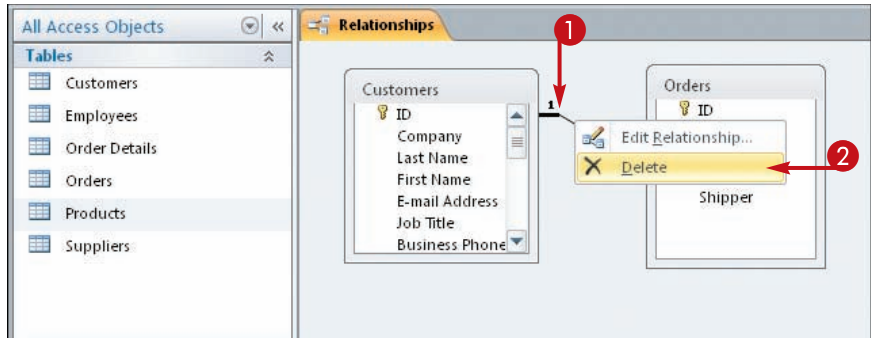 All Access Objects
Tables
Customers
Employees
Order Details
Orders
Products
Suppliers
Relationships
1
Customers
ID
Company
Last Name
First Name
E-mail Address
Job Title
Business Phone
1
Orders
ID
Edit Relationship...
Delete
2
Shipper